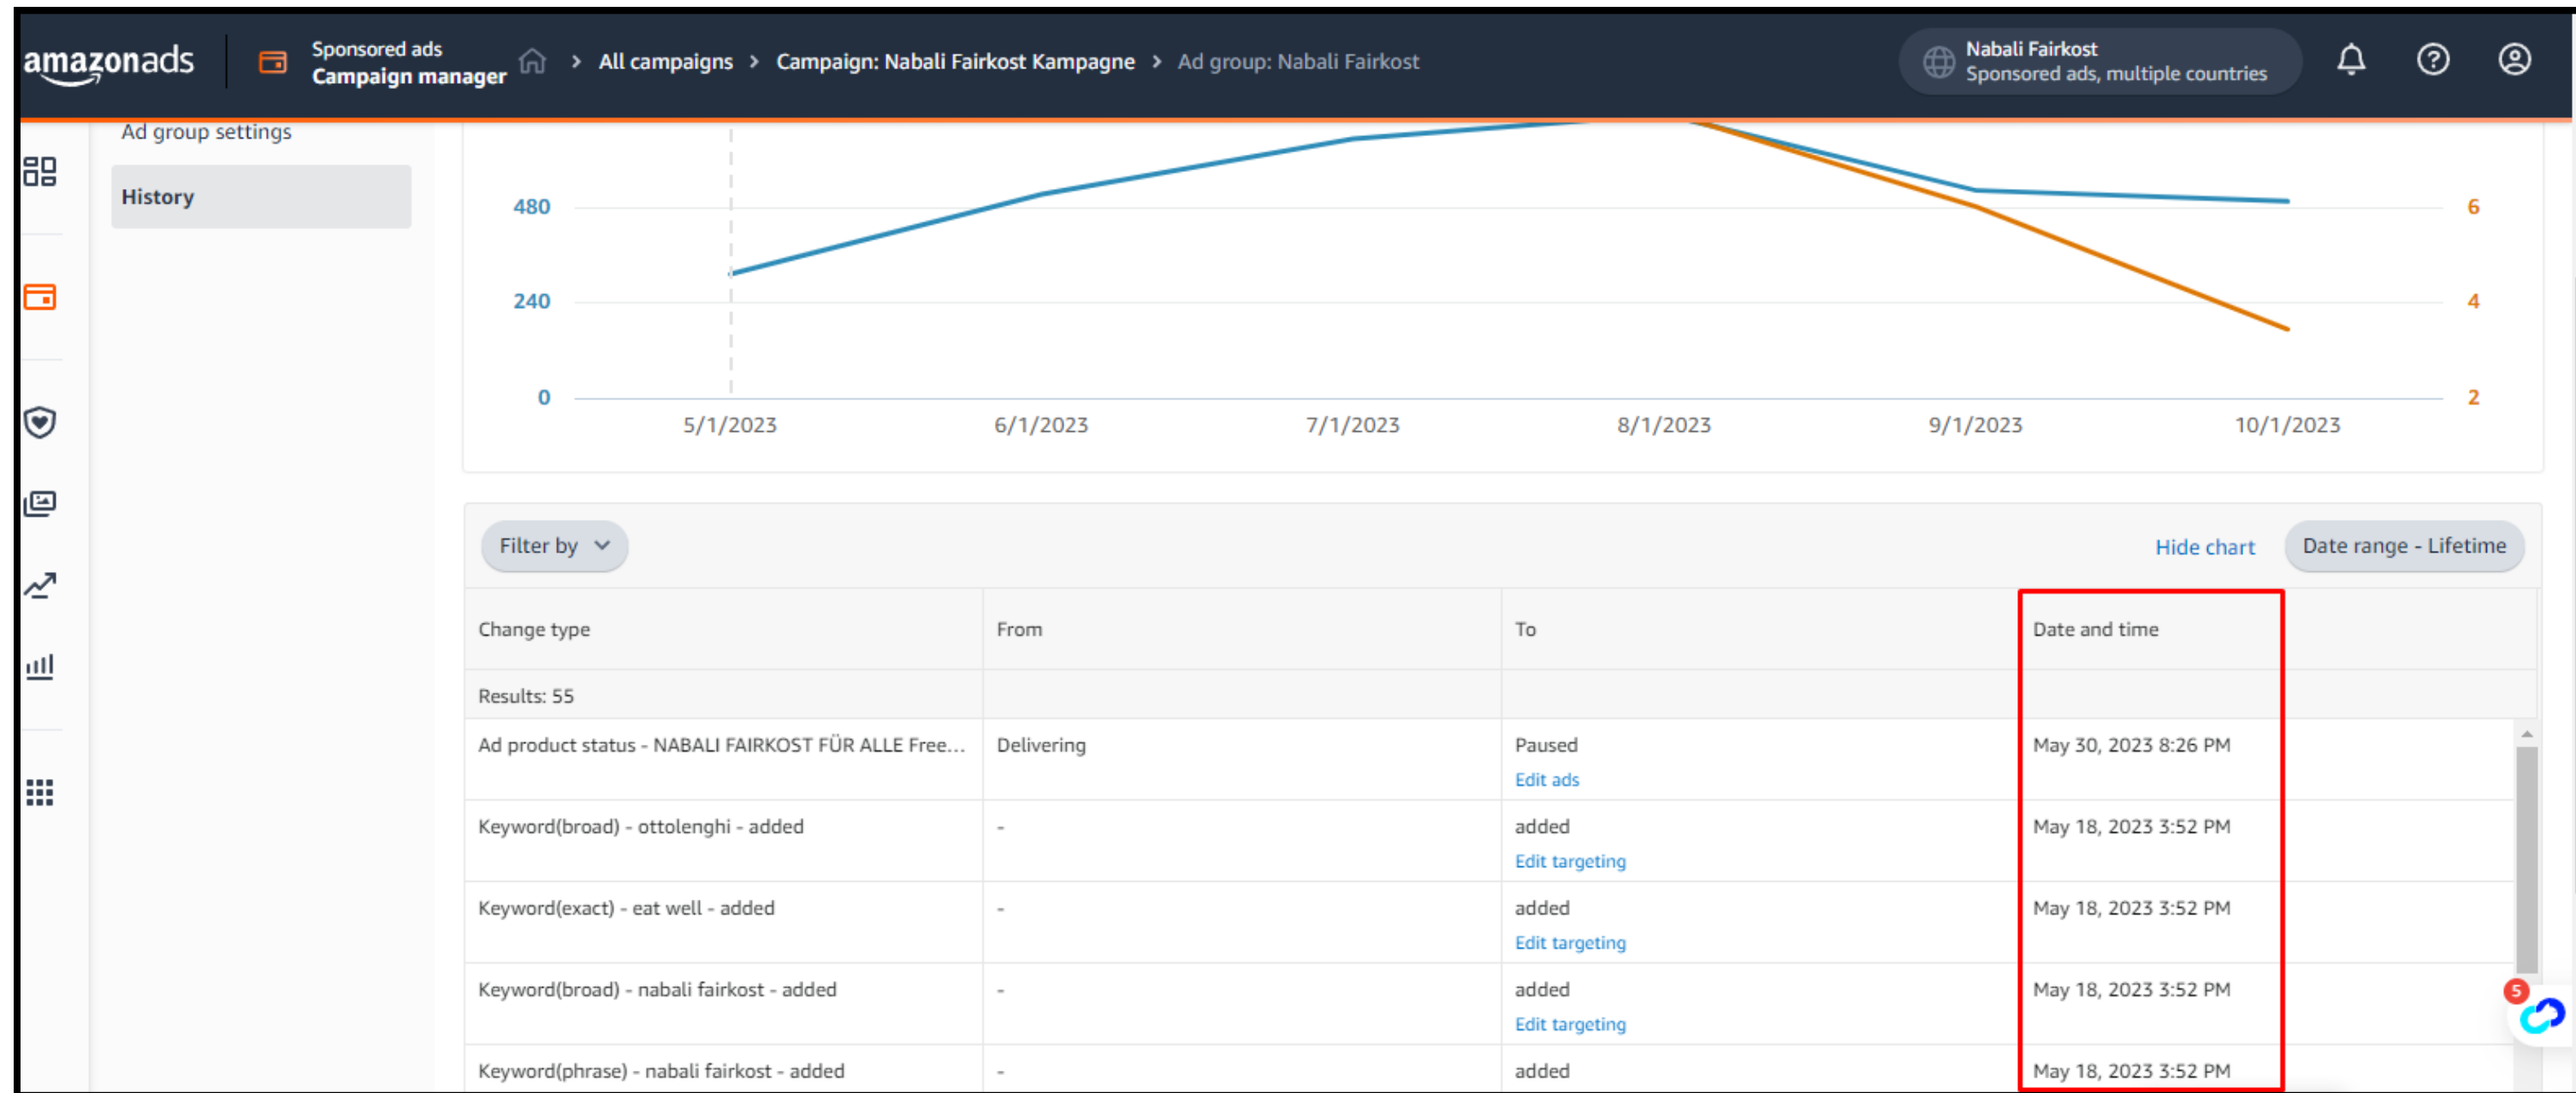 amazonads
Sponsored ads
Campaign manager
All campaigns > Campaign: Nabali Fairkost Kampagne > Ad group: Nabali Fairkost
Nabali Fairkost
Sponsored ads, multiple countries
Ad group settings
History
480
240
0
6
4
2
5/1/2023 6/1/2023 7/1/2023 8/1/2023 9/1/2023 10/1/2023
Filter by
Hide chart
Date range - Lifetime
Change type From To Date and time
Results: 55
Ad product status - NABALI FAIRKOST FÜR ALLE Free... Delivering Paused May 30, 2023 8:26 PM
Edit ads
Keyword(broad) - ottolenghi - added - added May 18, 2023 3:52 PM
Edit targeting
Keyword(exact) - eat well - added - added May 18, 2023 3:52 PM
Edit targeting
Keyword(broad) - nabali fairkost - added - added May 18, 2023 3:52 PM
Edit targeting
5
Keyword(phrase) - nabali fairkost - added - added May 18, 2023 3:52 PM